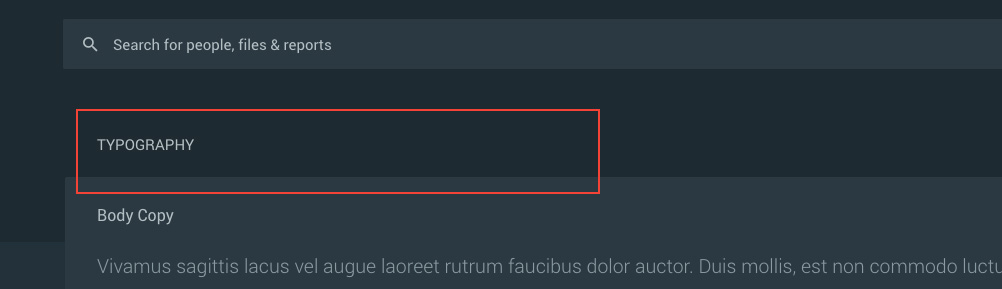 Search for people, files & reports
TYPOGRAPHY
Body Copy
Vivamus sagittis lacus vel augue laoreet rutrum faucibus dolor auctor. Duis mollis, est non commodo luctu